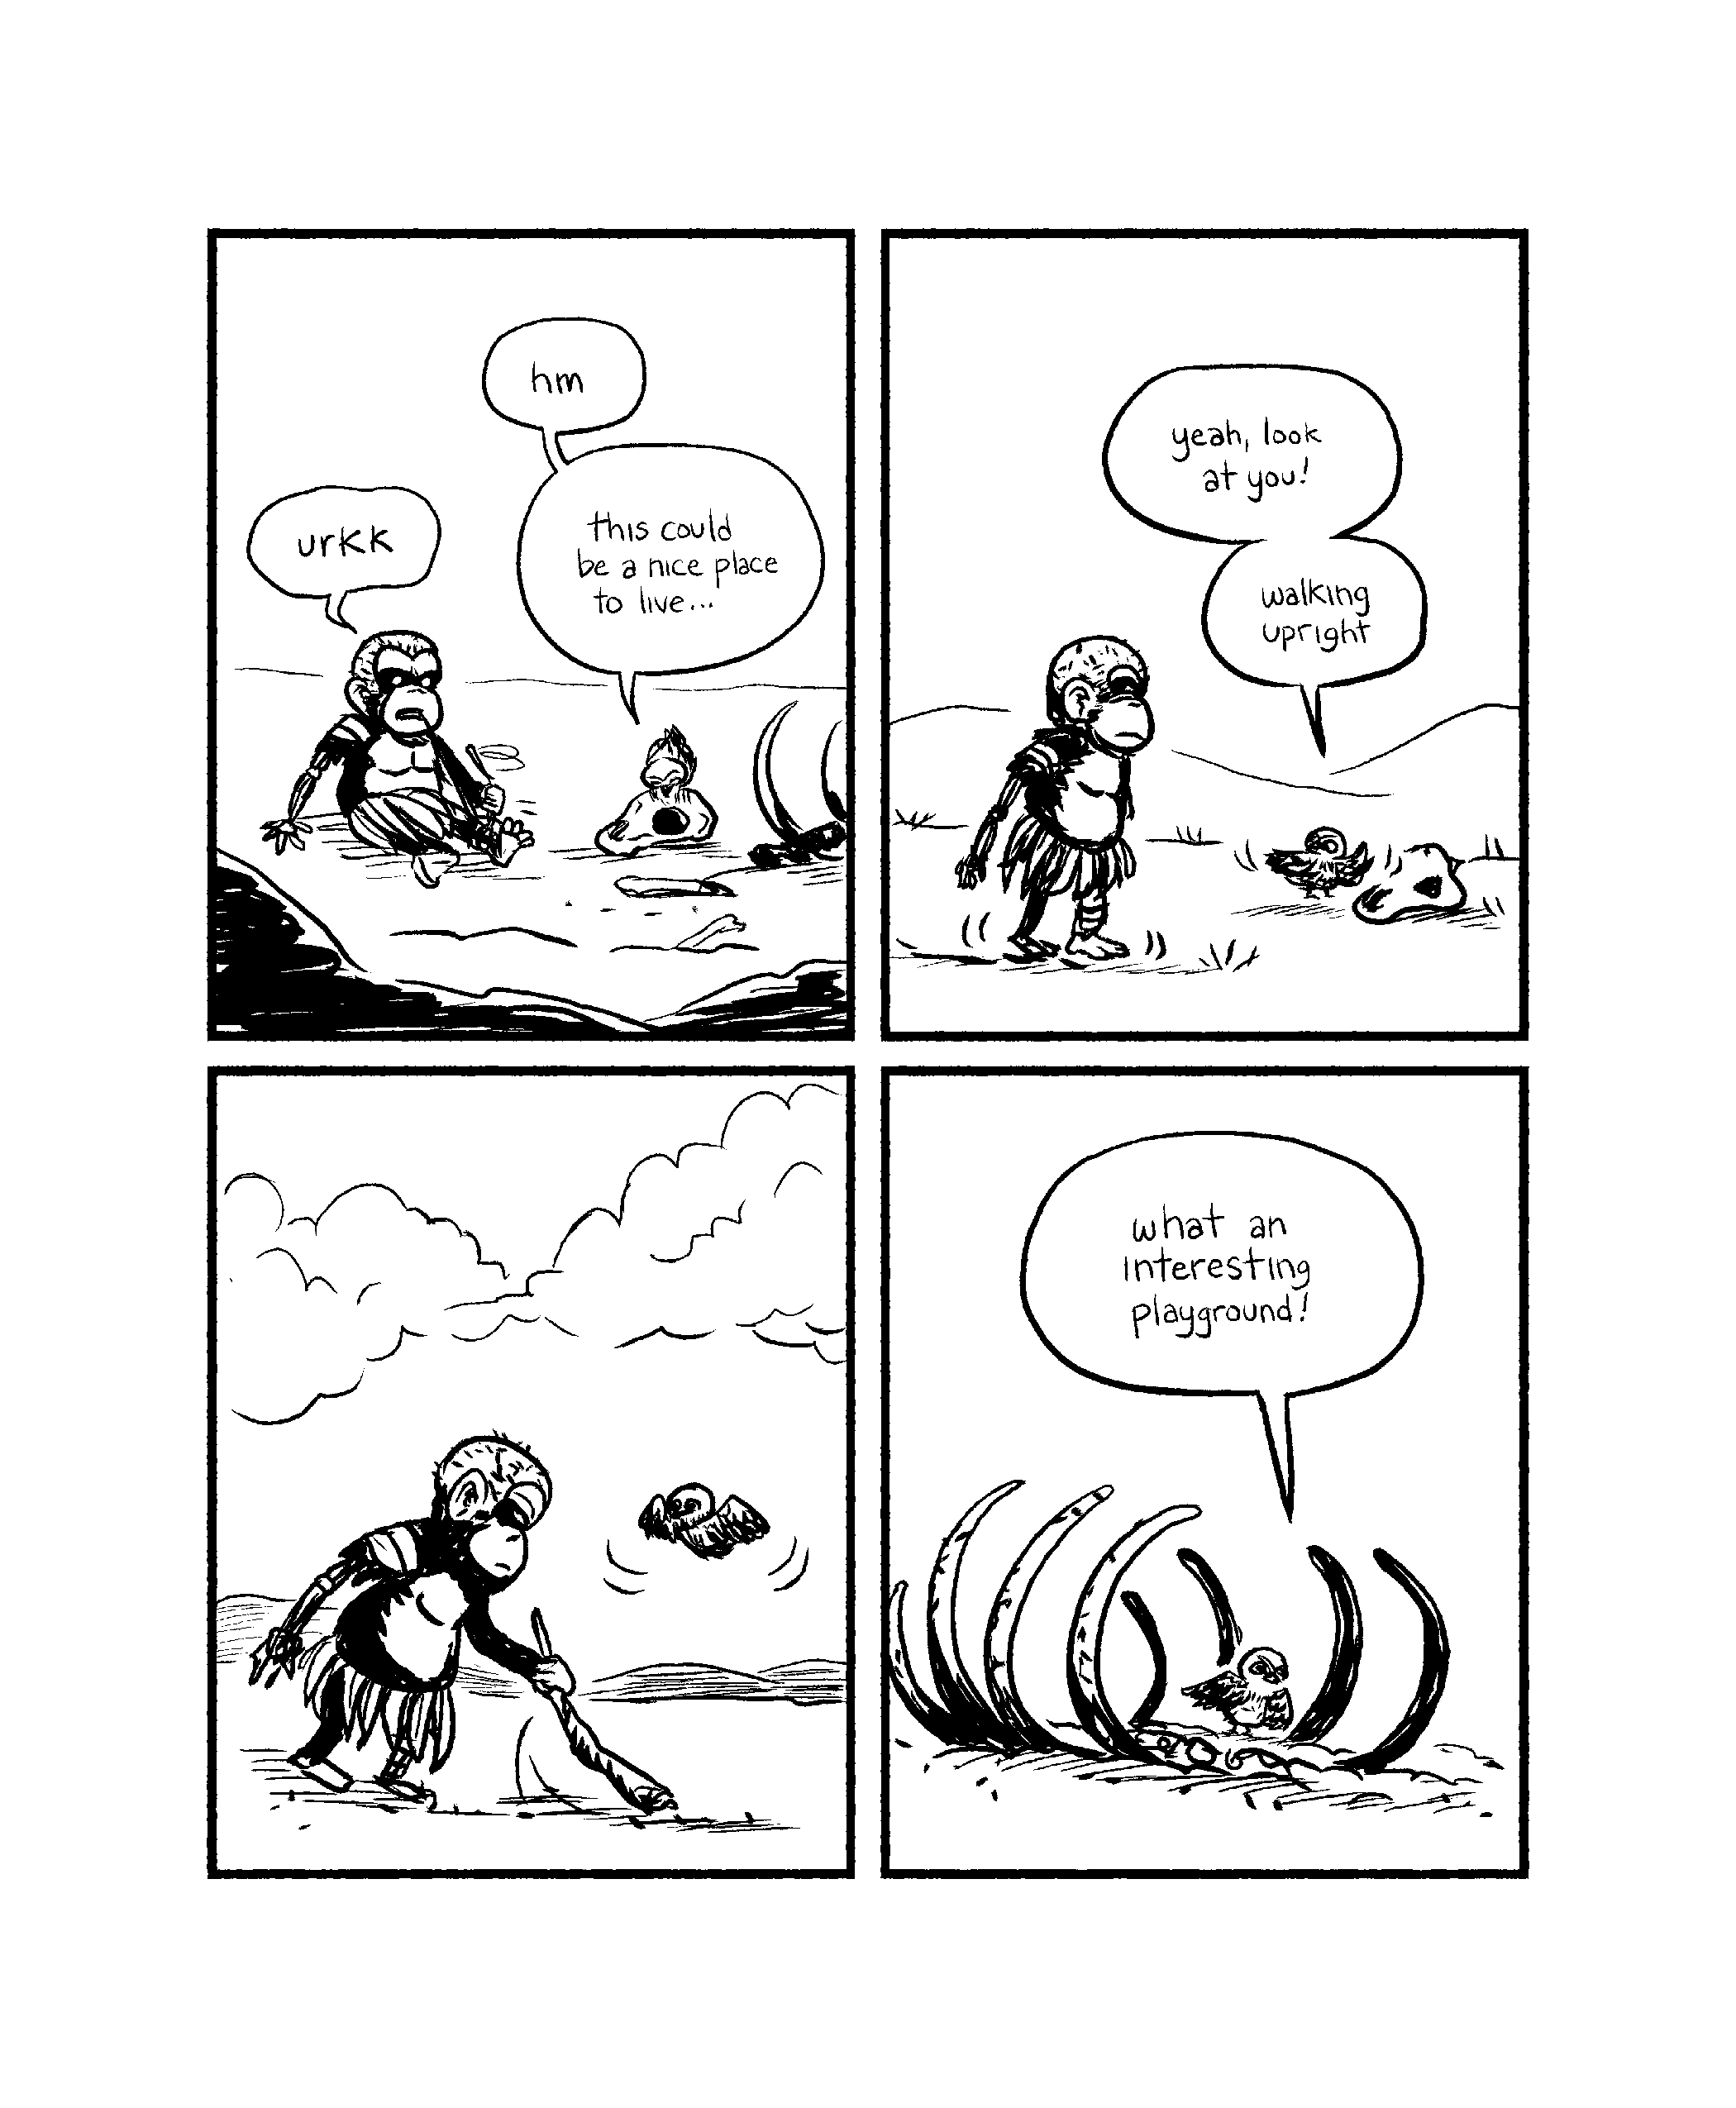 hm
this could
be a nice place
to live...
urkk
yeah, look
at you!
walking
upright
what an
interesting
playground!